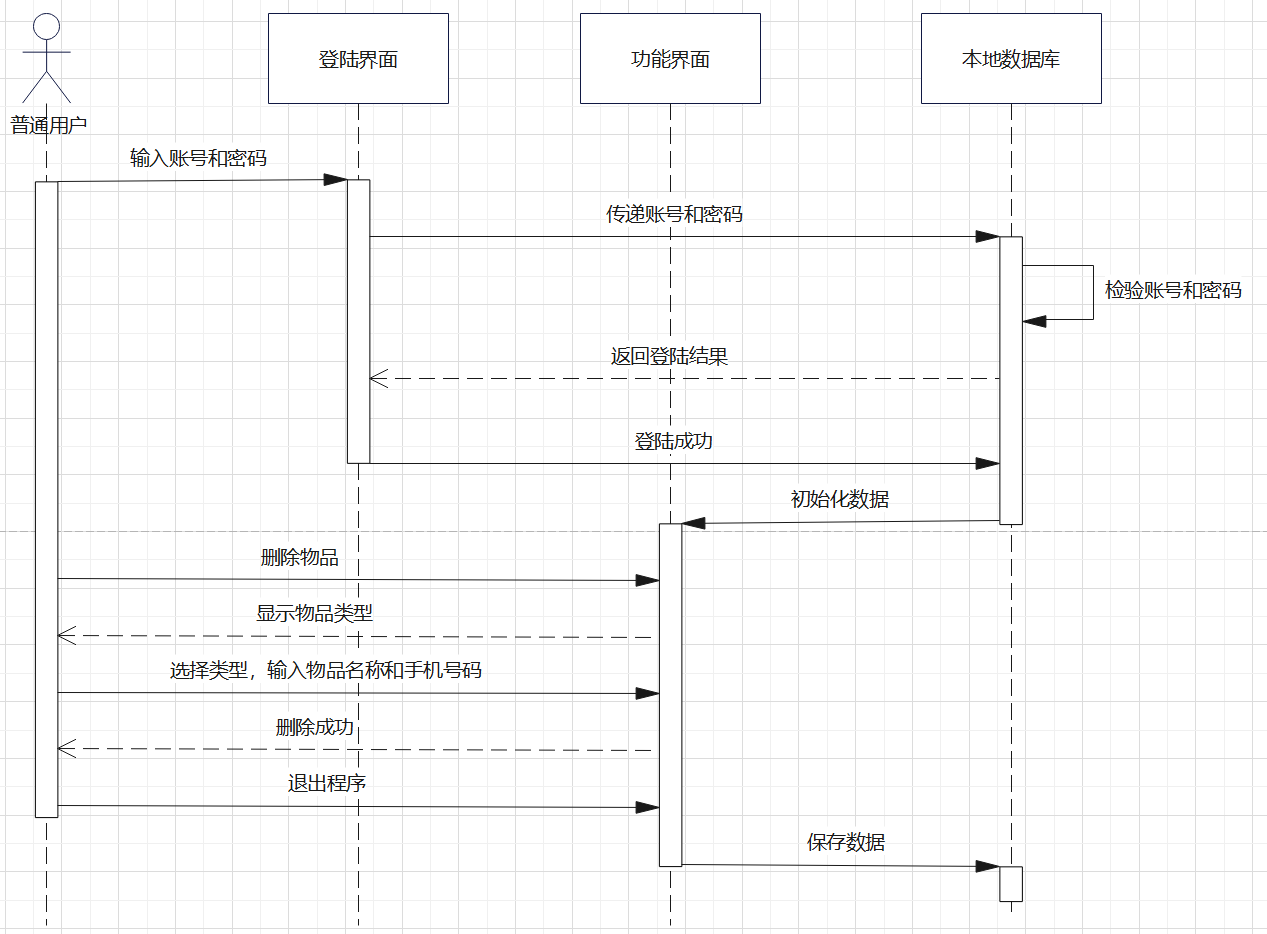 登陆界面
功能界面
本地数据库
普通用户
输入账号和密码
传递账号和密码
检验账号和密码
返回登陆结果
登陆成功
初始化数据
删除物品
显示物品类型
选择类型，输入物品名称和手机号码
删除成功
退出程序
保存数据